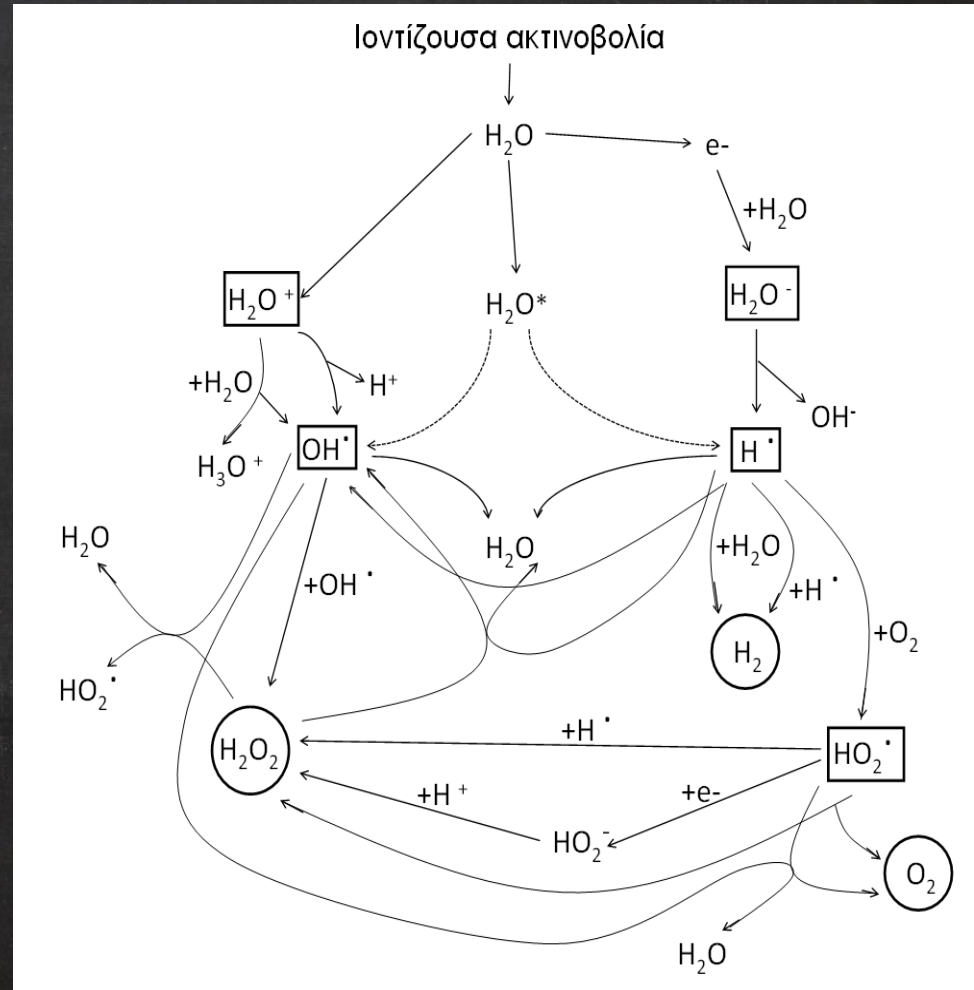 Ιοντίζουσα ακτινοβολία
H₂O
e-
+H₂O
H₂O⁺
H₂O*
H₂O⁻
+H₂O
H⁺
OH⁻
H₃O⁺
OH˙
H˙
H₂O
H₂O
+H₂O
+OH˙
+H˙
+O₂
H₂
HO₂˙
H₂O₂
+H˙
HO₂˙
+H⁺
+e-
HO₂⁻
O₂
H₂O